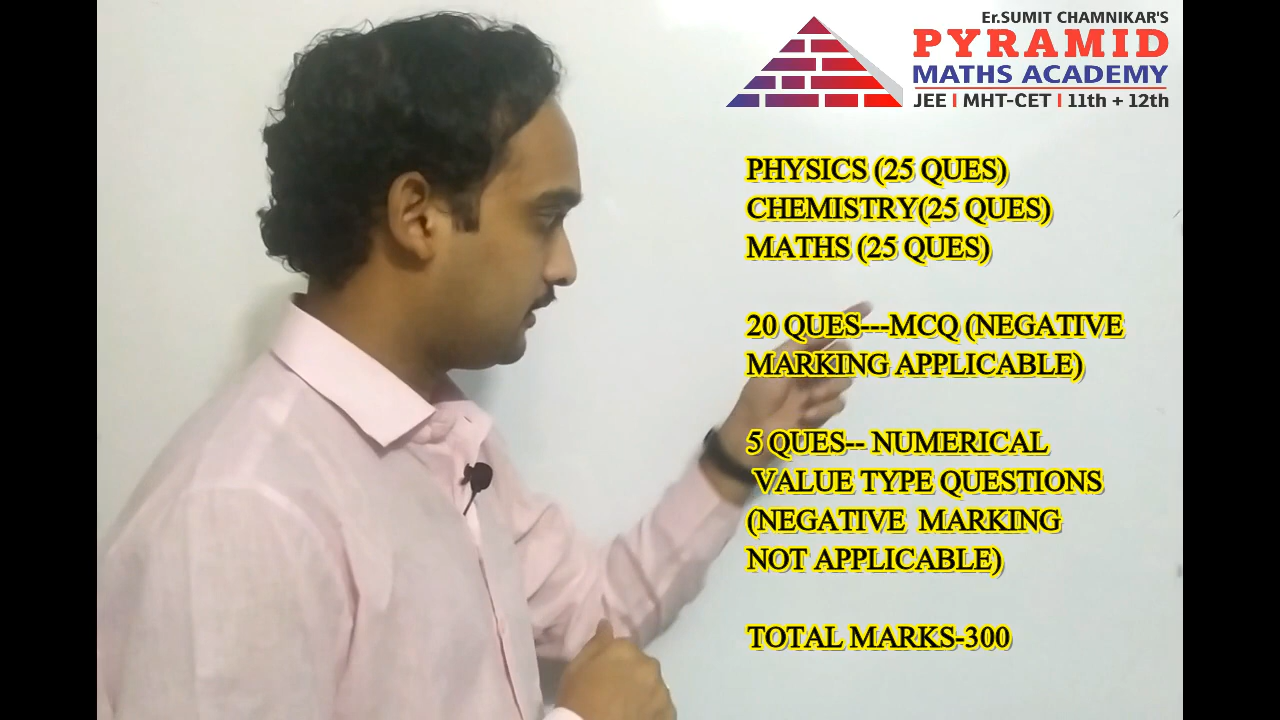 Er.SUMIT CHAMNIKAR'S
PYRAMID
MATHS ACADEMY
JEE | MHT-CET | 11th + 12th
PHYSICS (25 QUES)
CHEMISTRY(25 QUES)
MATHS (25 QUES)
20 QUES---MCQ (NEGATIVE
MARKING APPLICABLE)
5 QUES-- NUMERICAL
VALUE TYPE QUESTIONS
(NEGATIVE MARKING
NOT APPLICABLE)
TOTAL MARKS-300